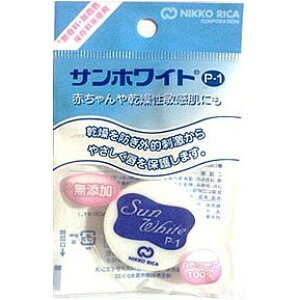 NIKKO RICA
CORPORATION
サンホワイト® P-1
赤ちゃんや乾燥性敏感肌にも
乾燥を防ぎ外的刺激から
やさしく唇を保護します。
無添加
Sun
White
P-1
NIKKO RICA
100%